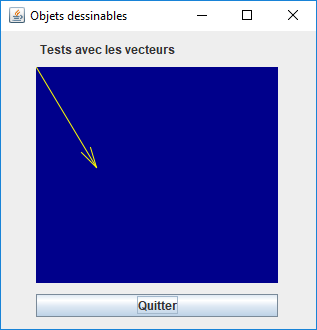 Objets dessinables
Tests avec les vecteurs
Quitter